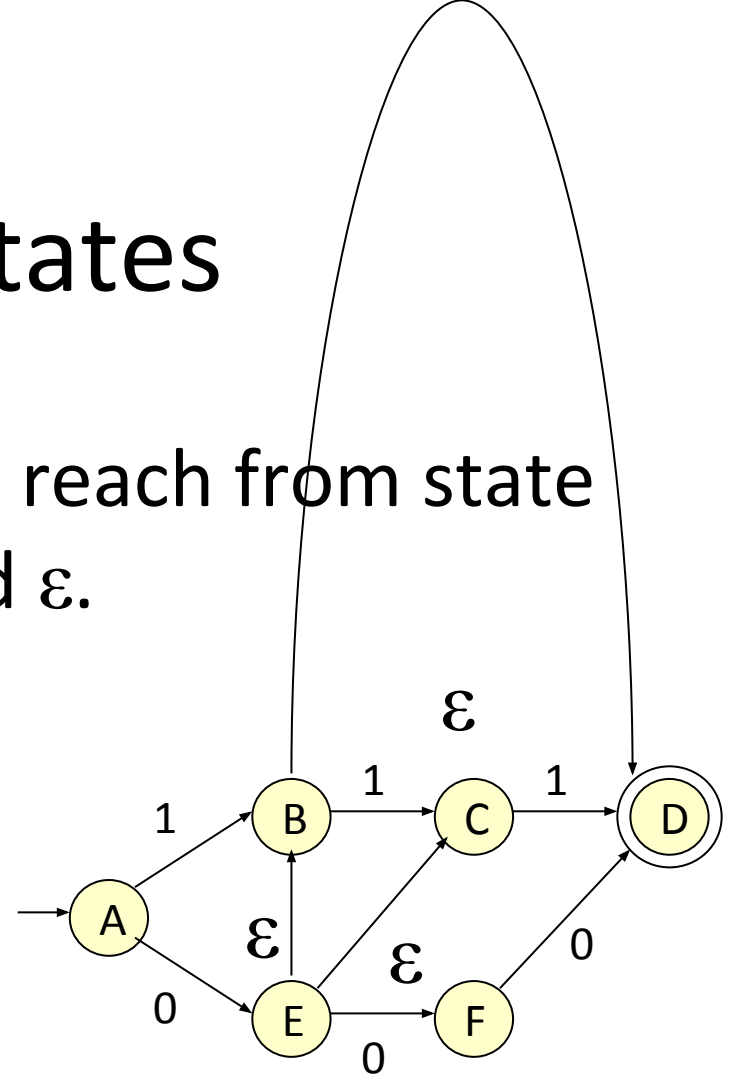 tates
reach from state
d ε.
ε
1 1
1 B C D
A ε ε 0
0 E F
0